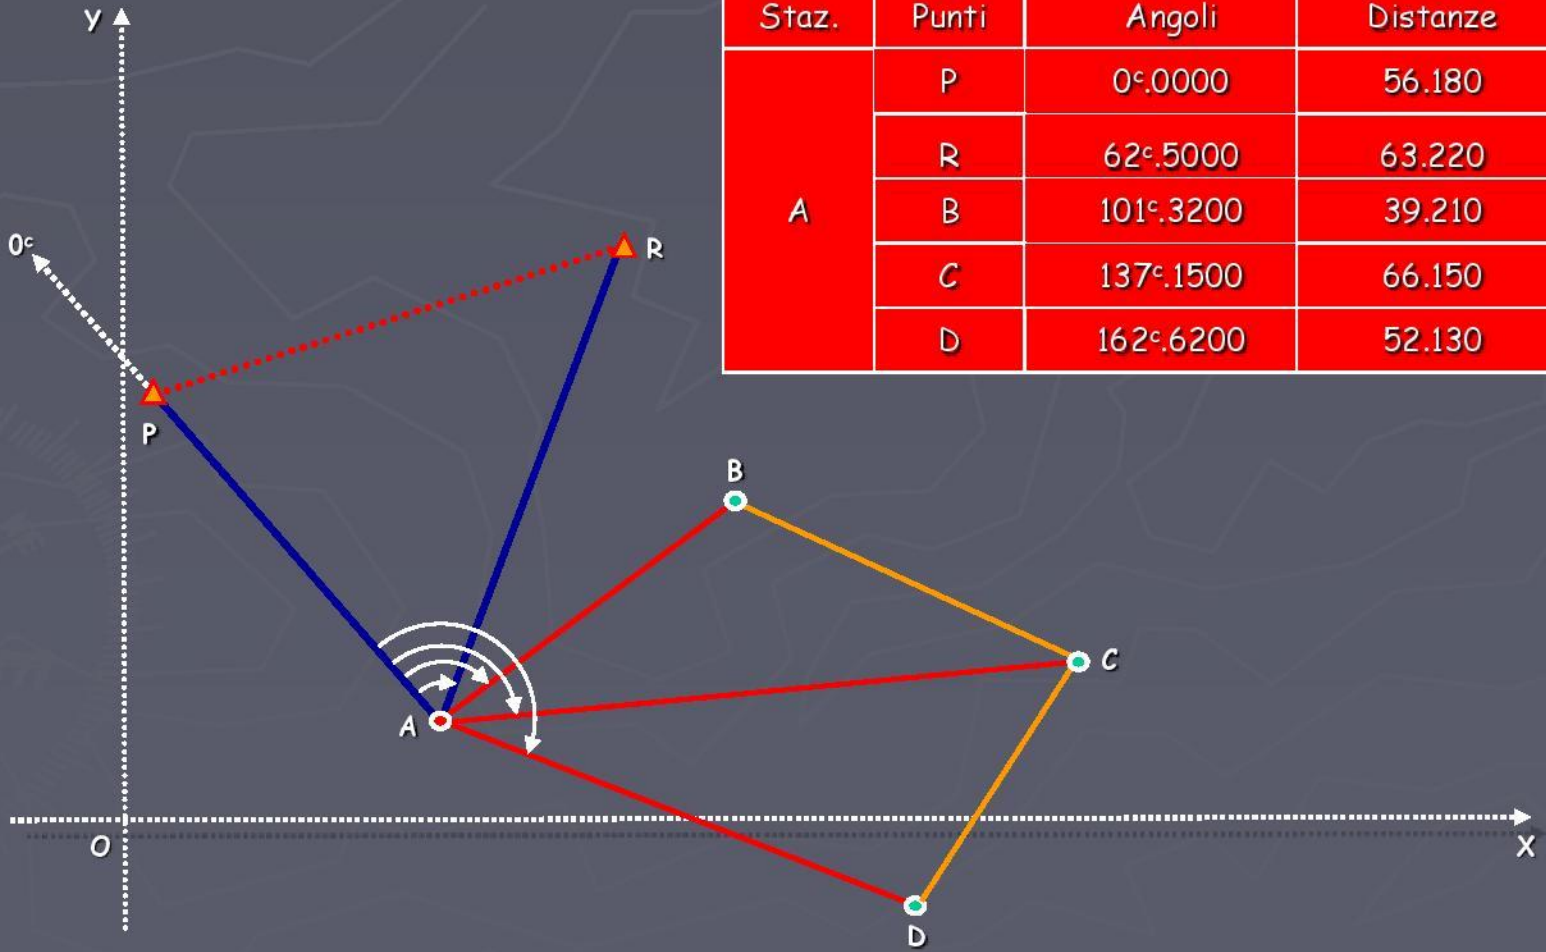 Staz. Punti Angoli Distanze
P 0ᶜ.0000 56.180
R 62ᶜ.5000 63.220
A B 101ᶜ.3200 39.210
C 137ᶜ.1500 66.150
D 162ᶜ.6200 52.130
Y
0ᶜ
R
P
B
C
A
O
X
D